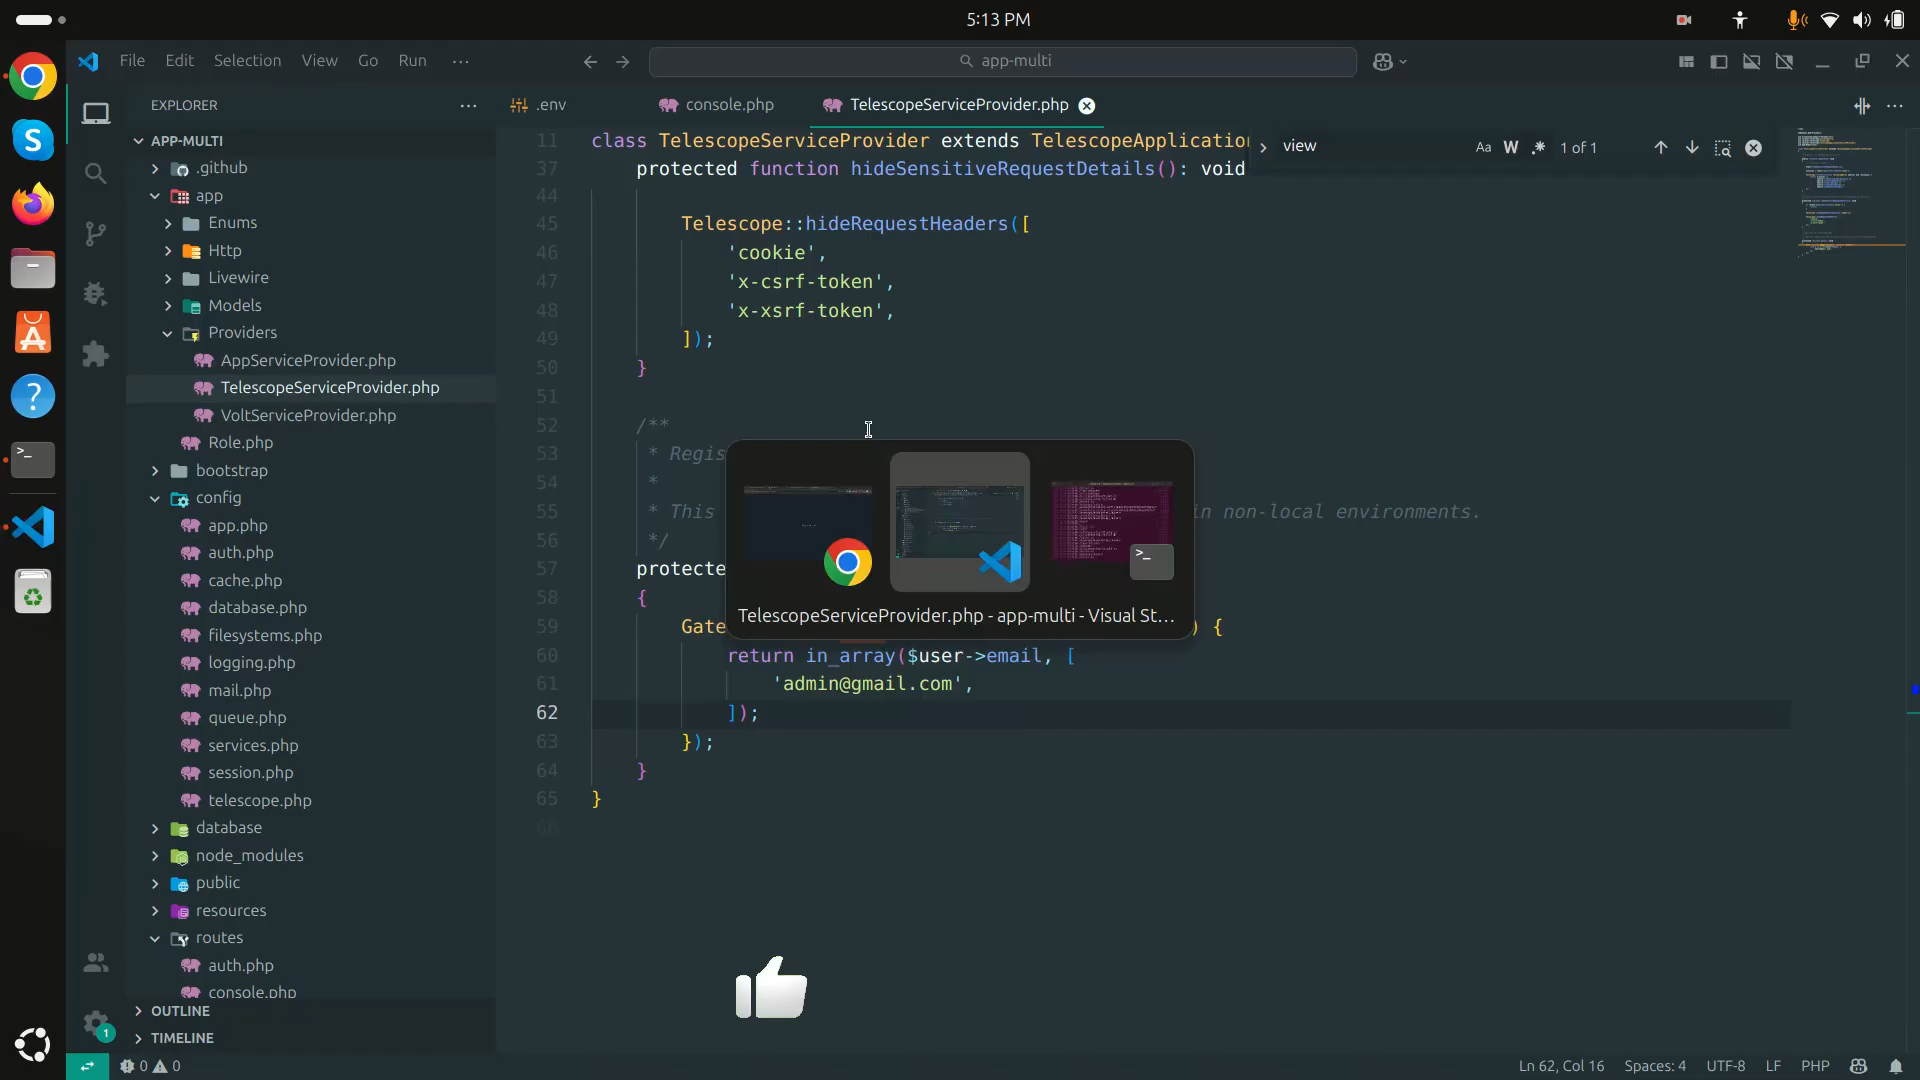 5:13 PM
File Edit Selection View Go Run ···
app-multi
EXPLORER
.env
console.php
TelescopeServiceProvider.php
APP-MULTI
.github
app
Enums
Http
Livewire
Models
Providers
AppServiceProvider.php
TelescopeServiceProvider.php
VoltServiceProvider.php
Role.php
bootstrap
config
app.php
auth.php
cache.php
database.php
filesystems.php
logging.php
mail.php
queue.php
services.php
session.php
telescope.php
database
node_modules
public
resources
routes
auth.php
console.php
OUTLINE
TIMELINE
view
Aa W .* 1 of 1
11 class TelescopeServiceProvider extends TelescopeApplication
37 protected function hideSensitiveRequestDetails(): void
44
45 Telescope::hideRequestHeaders([
46 'cookie',
47 'x-csrf-token',
48 'x-xsrf-token',
49 ]);
50 }
51
52 /**
53 * Regis
54 *
55 * This in non-local environments.
56 */
57 protecte
58 {
59 Gate ) {
60 return in_array($user->email, [
61 'admin@gmail.com',
62 ]);
63 });
64 }
65 }
66
TelescopeServiceProvider.php - app-multi - Visual St...
0 0
Ln 62, Col 16 Spaces: 4 UTF-8 LF PHP
1